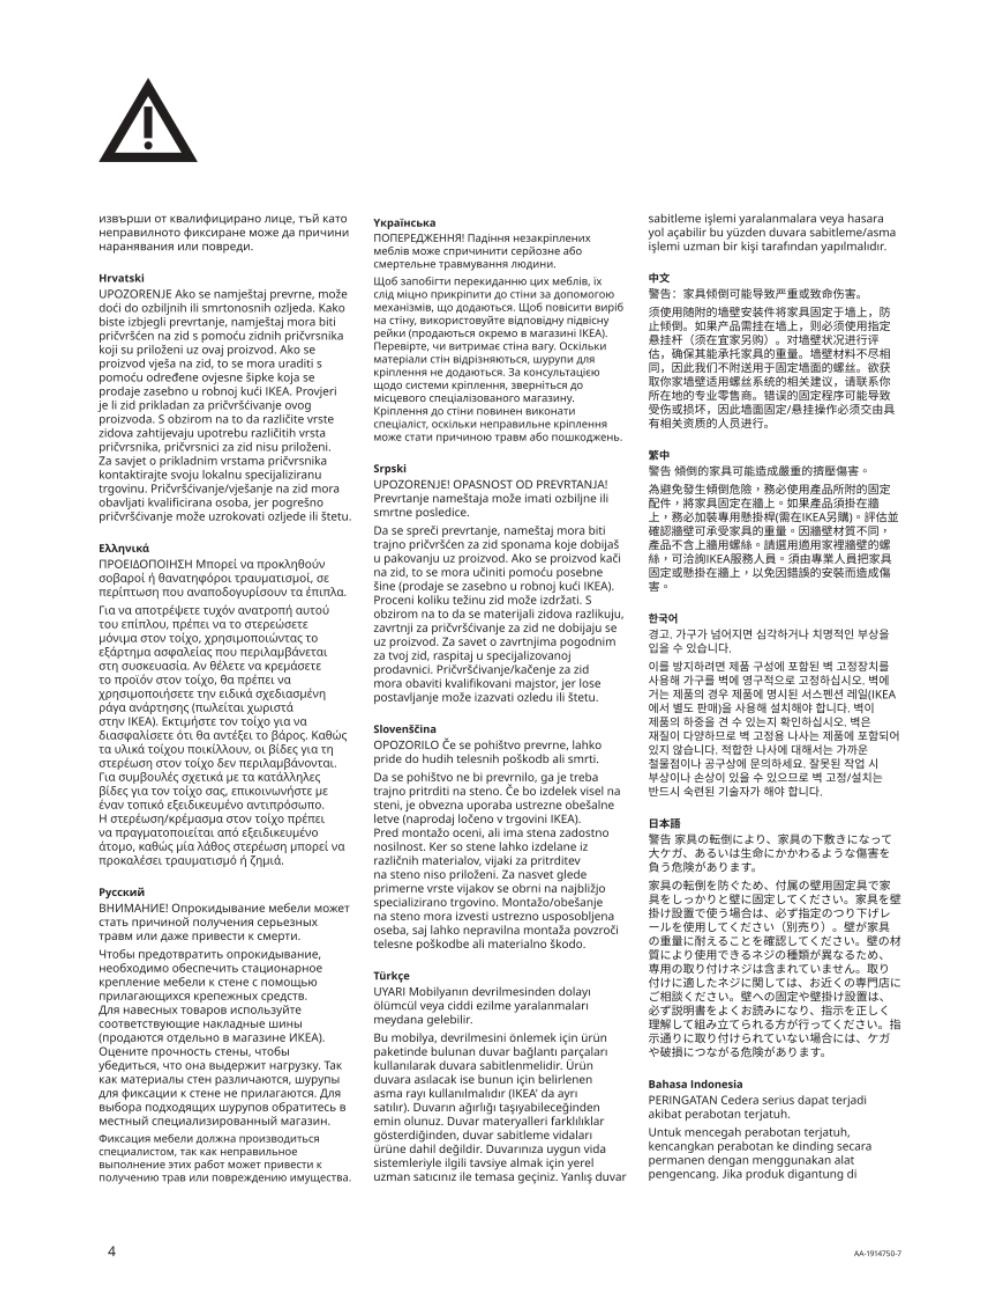 извърши от квалифицирано лице, тъй като
неправилното фиксиране може да причини
наранявания или повреди.
Hrvatski
UPOZORENJE Ako se namještaj prevrne, može
doći do ozbiljnih ili smrtonosnih ozljeda. Kako
biste izbjegli prevrtanje, namještaj mora biti
pričvršćen na zid s pomoću zidnih pričvrsnika
koji su priloženi uz ovaj proizvod. Ako se
proizvod vješa na zid, to se mora uraditi s
pomoću određene ovjesne šipke koja se
prodaje zasebno u robnoj kući IKEA. Provjeri
je li zid prikladan za pričvršćivanje ovog
proizvoda. S obzirom na to da različite vrste
zidova zahtijevaju upotrebu različitih vrsta
pričvrsnika, pričvrsnici za zid nisu priloženi.
Za savjet o prikladnim vrstama pričvrsnika
kontaktirajte svoju lokalnu specijaliziranu
trgovinu. Pričvršćivanje/vješanje na zid mora
obavljati kvalificirana osoba, jer pogrešno
pričvršćivanje može uzrokovati ozljede ili štetu.
Ελληνικά
ΠΡΟΕΙΔΟΠΟΙΗΣΗ Μπορεί να προκληθούν
σοβαροί ή θανατηφόροι τραυματισμοί, σε
περίπτωση που αναποδογυρίσουν τα έπιπλα.
Για να αποτρέψετε τυχόν ανατροπή αυτού
του επίπλου, πρέπει να το στερεώσετε
μόνιμα στον τοίχο, χρησιμοποιώντας το
εξάρτημα ασφαλείας που περιλαμβάνεται
στη συσκευασία. Αν θέλετε να κρεμάσετε
το προϊόν στον τοίχο, θα πρέπει να
χρησιμοποιήσετε την ειδικά σχεδιασμένη
ράγα ανάρτησης (πωλείται χωριστά
στην ΙΚΕΑ). Εκτιμήστε τον τοίχο για να
διασφαλίσετε ότι θα αντέξει το βάρος. Καθώς
τα υλικά τοίχου ποικίλλουν, οι βίδες για τη
στερέωση στον τοίχο δεν περιλαμβάνονται.
Για συμβουλές σχετικά με τα κατάλληλες
βίδες για τον τοίχο σας, επικοινωνήστε με
έναν τοπικό εξειδικευμένο αντιπρόσωπο.
Η στερέωση/κρέμασμα στον τοίχο πρέπει
να πραγματοποιείται από εξειδικευμένο
άτομο, καθώς μία λάθος στερέωση μπορεί να
προκαλέσει τραυματισμό ή ζημιά.
Русский
ВНИМАНИЕ! Опрокидывание мебели может
стать причиной получения серьезных
травм или даже привести к смерти.
Чтобы предотвратить опрокидывание,
необходимо обеспечить стационарное
крепление мебели к стене с помощью
прилагающихся крепежных средств.
Для навесных товаров используйте
соответствующие накладные шины
(продаются отдельно в магазине ИКЕА).
Оцените прочность стены, чтобы
убедиться, что она выдержит нагрузку. Так
как материалы стен различаются, шурупы
для фиксации к стене не прилагаются. Для
выбора подходящих шурупов обратитесь в
местный специализированный магазин.
Фиксация мебели должна производиться
специалистом, так как неправильное
выполнение этих работ может привести к
получению трав или повреждению имущества.
Українська
ПОПЕРЕДЖЕННЯ! Падіння незакріплених
меблів може спричинити серйозне або
смертельне травмування людини.
Щоб запобігти перекиданню цих меблів, їх
слід міцно прикріпити до стіни за допомогою
механізмів, що додаються. Щоб повісити виріб
на стіну, використовуйте відповідну підвісну
рейки (продаються окремо в магазині IKEA).
Перевірте, чи витримає стіна вагу. Оскільки
матеріали стін відрізняються, шурупи для
кріплення не додаються. За консультацією
щодо системи кріплення, зверніться до
місцевого спеціалізованого магазину.
Кріплення до стіни повинен виконати
спеціаліст, оскільки неправильне кріплення
може стати причиною травм або пошкоджень.
Srpski
UPOZORENJE! OPASNOST OD PREVRTANJA!
Prevrtanje nameštaja može imati ozbiljne ili
smrtne posledice.
Da se spreči prevrtanje, nameštaj mora biti
trajno pričvršćen za zid sponama koje dobijaš
u pakovanju uz proizvod. Ako se proizvod kači
na zid, to se mora učiniti pomoću posebne
šine (prodaje se zasebno u robnoj kući IKEA).
Proceni koliku težinu zid može izdržati. S
obzirom na to da se materijali zidova razlikuju,
zavrtnji za pričvršćivanje za zid ne dobijaju se
uz proizvod. Za savet o zavrtnjima pogodnim
za tvoj zid, raspitaj u specijalizovanoj
prodavnici. Pričvršćivanje/kačenje za zid
mora obaviti kvalifikovani majstor, jer lose
postavljanje može izazvati ozledu ili štetu.
Slovenščina
OPOZORILO Če se pohištvo prevrne, lahko
pride do hudih telesnih poškodb ali smrti.
Da se pohištvo ne bi prevrnilo, ga je treba
trajno pritrditi na steno. Če bo izdelek visel na
steni, je obvezna uporaba ustrezne obešalne
letve (naprodaj ločeno v trgovini IKEA).
Pred montažo oceni, ali ima stena zadostno
nosilnost. Ker so stene lahko izdelane iz
različnih materialov, vijaki za pritrditev
na steno niso priloženi. Za nasvet glede
primerne vrste vijakov se obrni na najbližjo
specializirano trgovino. Montažo/obešanje
na steno mora izvesti ustrezno usposobljena
oseba, saj lahko nepravilna montaža povzroči
telesne poškodbe ali materialno škodo.
Türkçe
UYARI Mobilyanın devrilmesinden dolayı
ölümcül veya ciddi ezilme yaralanmaları
meydana gelebilir.
Bu mobilya, devrilmesini önlemek için ürün
paketinde bulunan duvar bağlantı parçaları
kullanılarak duvara sabitlenmelidir. Ürün
duvara asılacak ise bunun için belirlenen
asma rayı kullanılmalıdır (IKEA' da ayrı
satılır). Duvarın ağırlığı taşıyabileceğinden
emin olunuz. Duvar materyalleri farklılıklar
gösterdiğinden, duvar sabitleme vidaları
ürüne dahil değildir. Duvarınıza uygun vida
sistemleriyle ilgili tavsiye almak için yerel
uzman satıcınız ile temasa geçiniz. Yanlış duvar
sabitleme işlemi yaralanmalara veya hasara
yol açabilir bu yüzden duvara sabitleme/asma
işlemi uzman bir kişi tarafından yapılmalıdır.
中文
警告：家具倾倒可能导致严重或致命伤害。
须使用随附的墙壁安装件将家具固定于墙上，防
止倾倒。如果产品需挂在墙上，则必须使用指定
悬挂杆（须在宜家另购）。对墙壁状况进行评
估，确保其能承托家具的重量。墙壁材料不尽相
同，因此我们不附送用于固定墙面的螺丝。欲获
取你家墙壁适用螺丝系统的相关建议，请联系你
所在地的专业零售商。错误的固定程序可能导致
受伤或损坏，因此墙面固定/悬挂操作必须交由具
有相关资质的人员进行。
繁中
警告 傾倒的家具可能造成嚴重的擠壓傷害。
為避免發生傾倒危險，務必使用產品所附的固定
配件，將家具固定在牆上。如果產品須掛在牆
上，務必加裝專用懸掛桿(需在IKEA另購)。評估並
確認牆壁可承受家具的重量。因牆壁材質不同，
產品不含上牆用螺絲。請選用適用家裡牆壁的螺
絲，可洽詢IKEA服務人員。須由專業人員把家具
固定或懸掛在牆上，以免因錯誤的安裝而造成傷
害。
한국어
경고. 가구가 넘어지면 심각하거나 치명적인 부상을
입을 수 있습니다.
이를 방지하려면 제품 구성에 포함된 벽 고정장치를
사용해 가구를 벽에 영구적으로 고정하십시오. 벽에
거는 제품의 경우 제품에 명시된 서스펜션 레일(IKEA
에서 별도 판매)을 사용해 설치해야 합니다. 벽이
제품의 하중을 견 수 있는지 확인하십시오. 벽은
재질이 다양하므로 벽 고정용 나사는 제품에 포함되어
있지 않습니다. 적합한 나사에 대해서는 가까운
철물점이나 공구상에 문의하세요. 잘못된 작업 시
부상이나 손상이 있을 수 있으므로 벽 고정/설치는
반드시 숙련된 기술자가 해야 합니다.
日本語
警告 家具の転倒により、家具の下敷きになって
大ケガ、あるいは生命にかかわるような傷害を
負う危険があります。
家具の転倒を防ぐため、付属の壁用固定具で家
具をしっかりと壁に固定してください。家具を壁
掛け設置で使う場合は、必ず指定のつり下げレ
ールを使用してください（別売り）。壁が家具
の重量に耐えることを確認してください。壁の材
質により使用できるネジの種類が異なるため、
専用の取り付けネジは含まれていません。取り
付けに適したネジに関しては、お近くの専門店に
ご相談ください。壁への固定や壁掛け設置は、
必ず説明書をよくお読みになり、指示を正しく
理解して組み立てられる方が行ってください。指
示通りに取り付けられていない場合には、ケガ
や破損につながる危険があります。
Bahasa Indonesia
PERINGATAN Cedera serius dapat terjadi
akibat perabotan terjatuh.
Untuk mencegah perabotan terjatuh,
kencangkan perabotan ke dinding secara
permanen dengan menggunakan alat
pengencang. Jika produk digantung di
4
AA-1914750-7